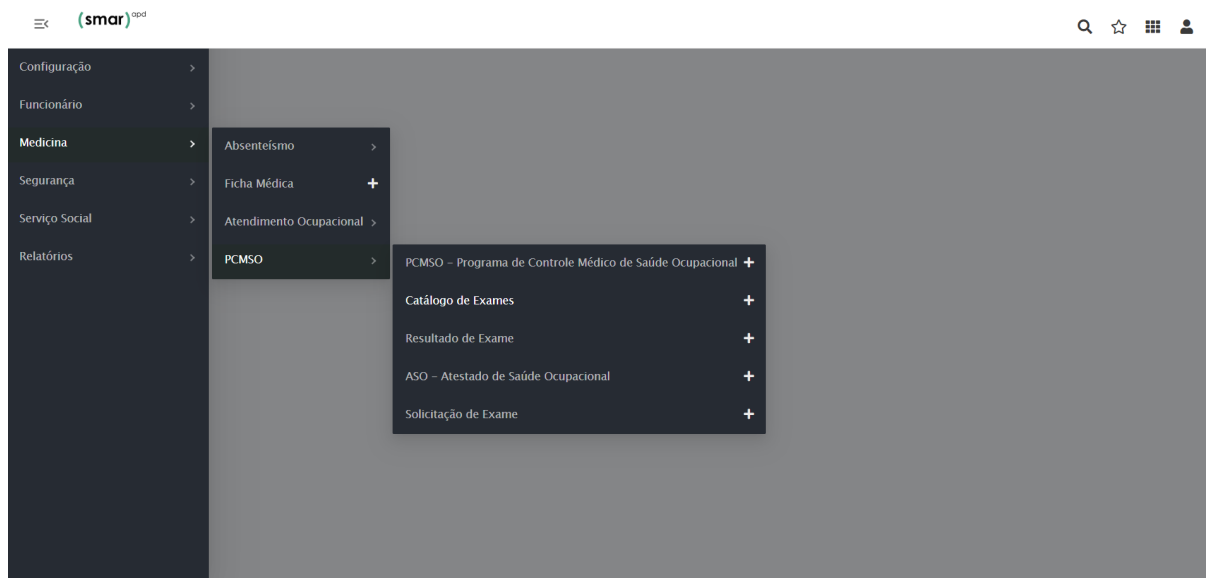 (smar)apd
Configuração
Funcionário
Medicina
Segurança
Serviço Social
Relatórios
Absenteísmo
Ficha Médica
Atendimento Ocupacional
PCMSO
PCMSO – Programa de Controle Médico de Saúde Ocupacional
Catálogo de Exames
Resultado de Exame
ASO – Atestado de Saúde Ocupacional
Solicitação de Exame